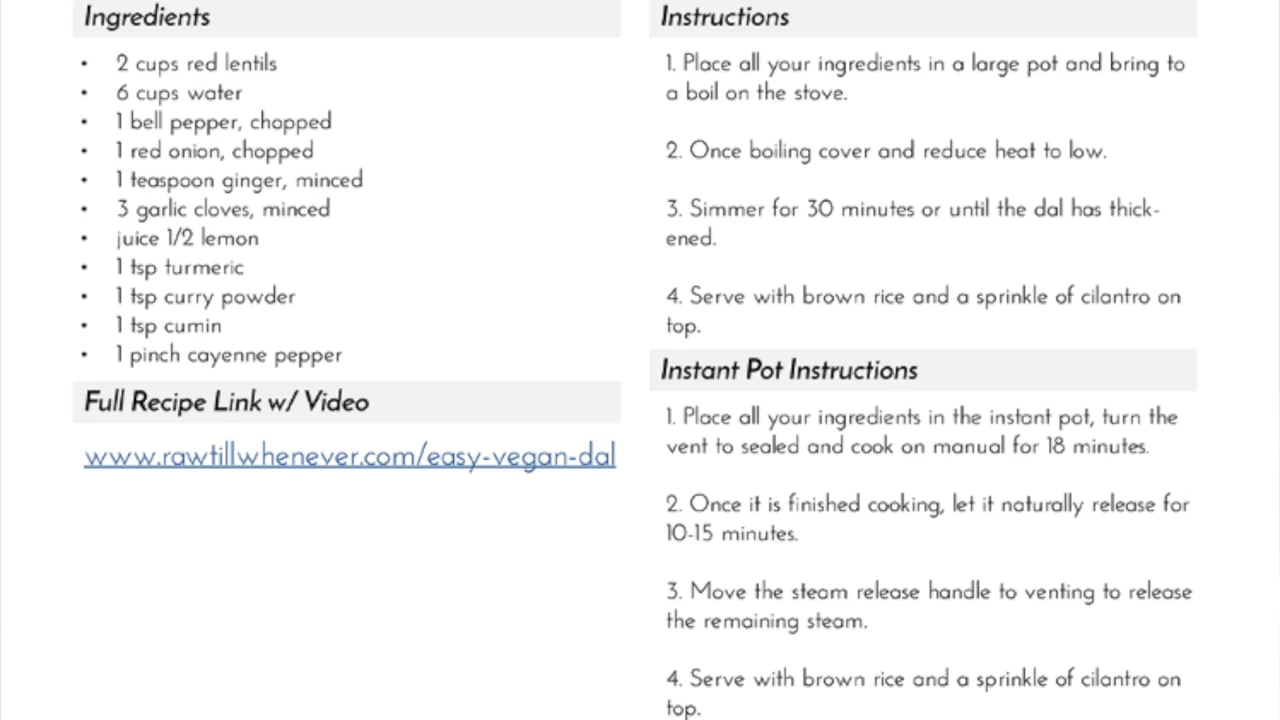 Ingredients
• 2 cups red lentils
• 6 cups water
• 1 bell pepper, chopped
• 1 red onion, chopped
• 1 teaspoon ginger, minced
• 3 garlic cloves, minced
• juice 1/2 lemon
• 1 tsp turmeric
• 1 tsp curry powder
• 1 tsp cumin
• 1 pinch cayenne pepper
Full Recipe Link w/ Video
www.rawtillwhenever.com/easy-vegan-dal
Instructions
1. Place all your ingredients in a large pot and bring to
a boil on the stove.
2. Once boiling cover and reduce heat to low.
3. Simmer for 30 minutes or until the dal has thick-
ened.
4. Serve with brown rice and a sprinkle of cilantro on
top.
Instant Pot Instructions
1. Place all your ingredients in the instant pot, turn the
vent to sealed and cook on manual for 18 minutes.
2. Once it is finished cooking, let it naturally release for
10-15 minutes.
3. Move the steam release handle to venting to release
the remaining steam.
4. Serve with brown rice and a sprinkle of cilantro on
top.